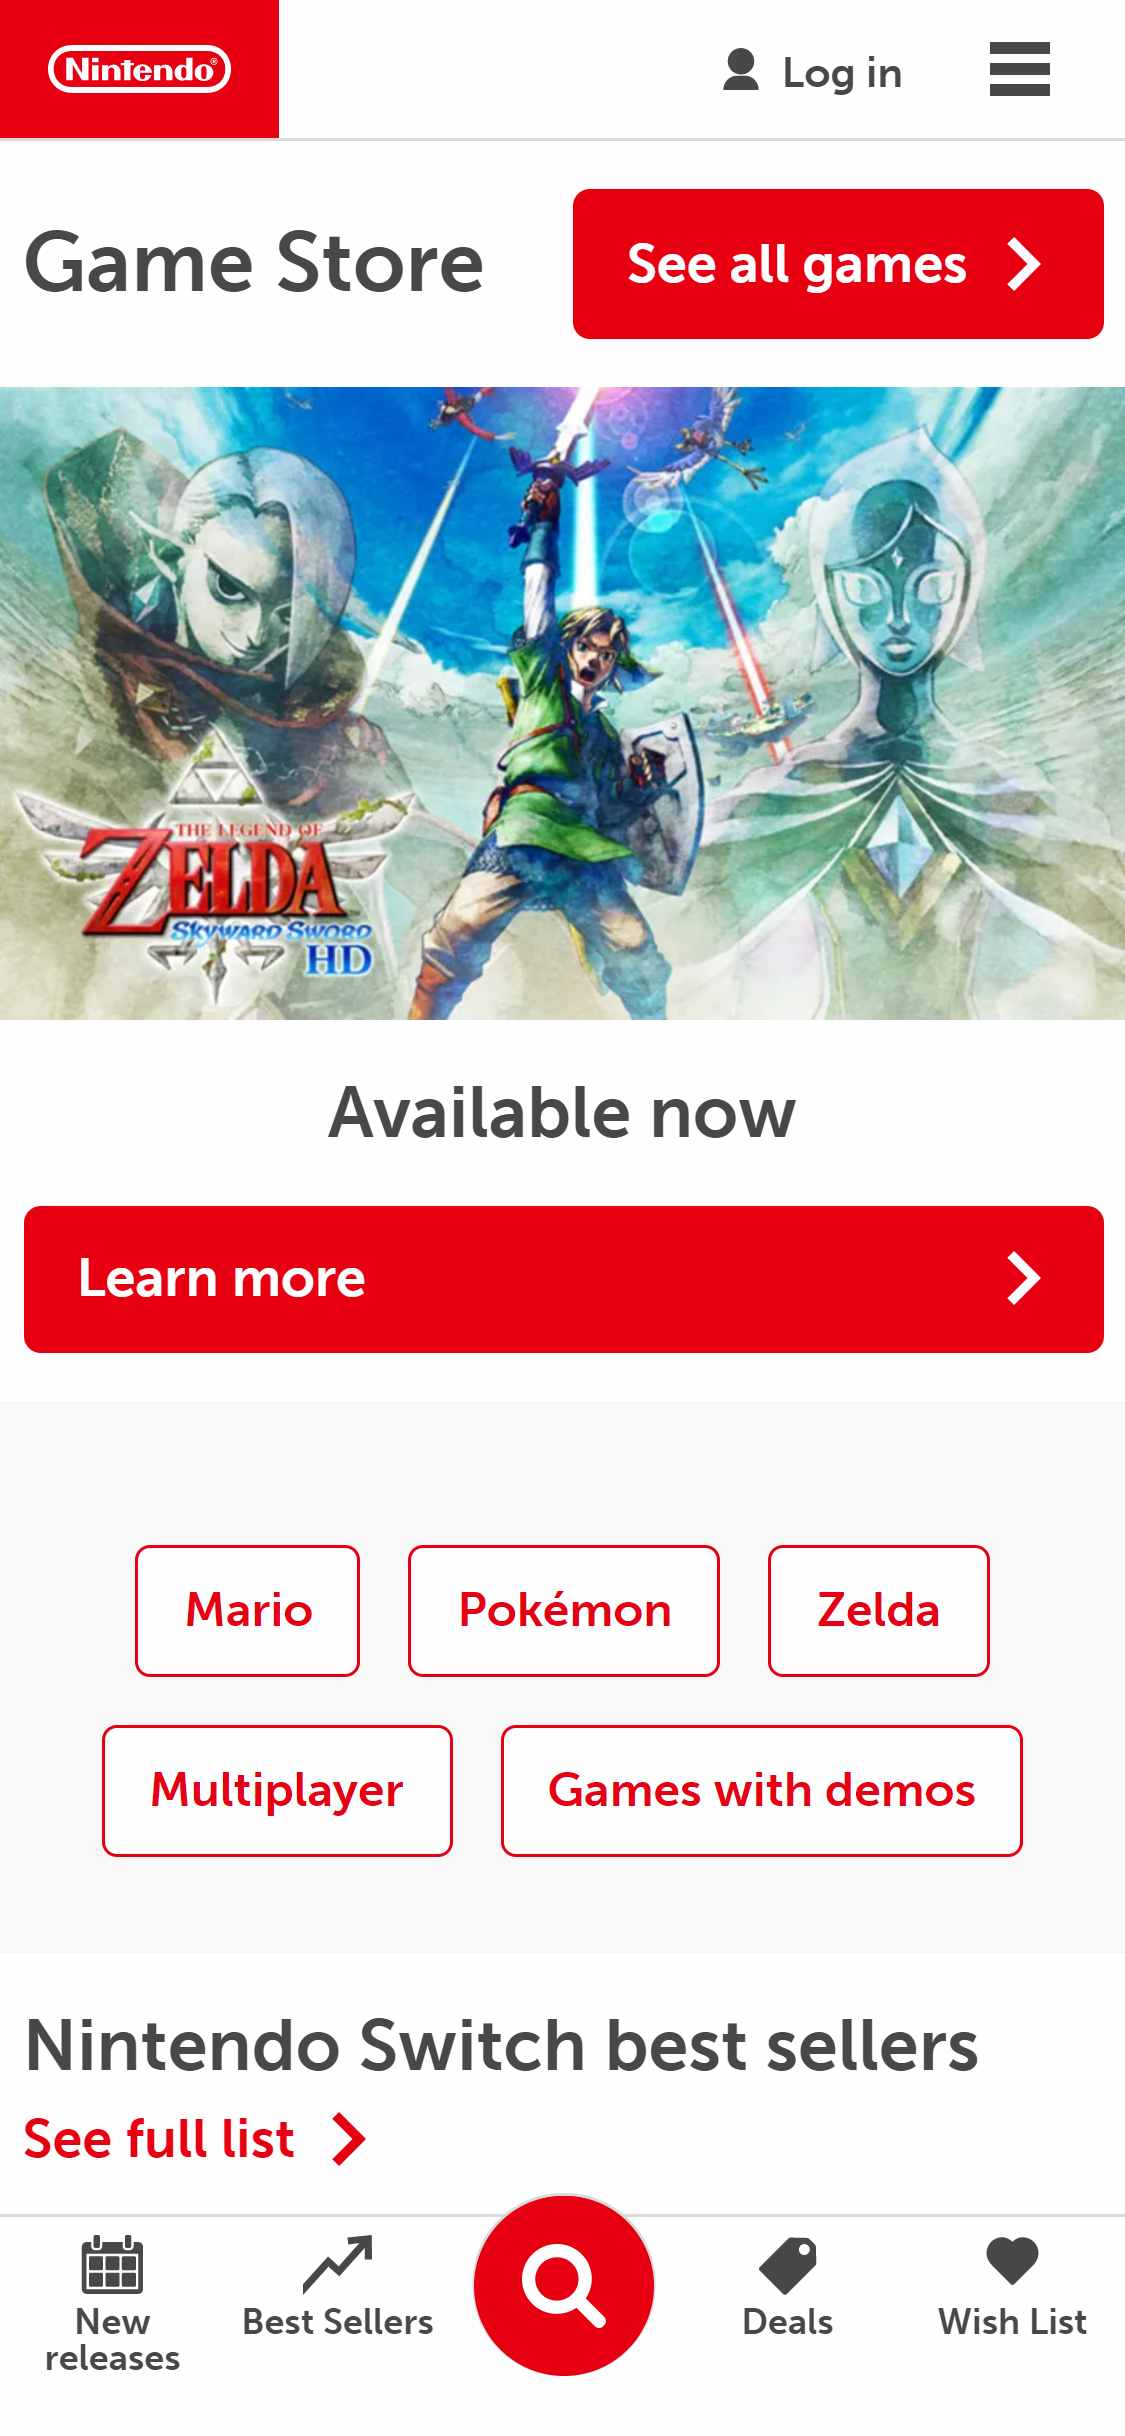 Nintendo®
Log in
Game Store
See all games
THE LEGEND OF
ZELDA
SKYWARD SWORD
HD
Available now
Learn more
Mario
Pokémon
Zelda
Multiplayer
Games with demos
Nintendo Switch best sellers
See full list
New
releases
Best Sellers
Deals
Wish List